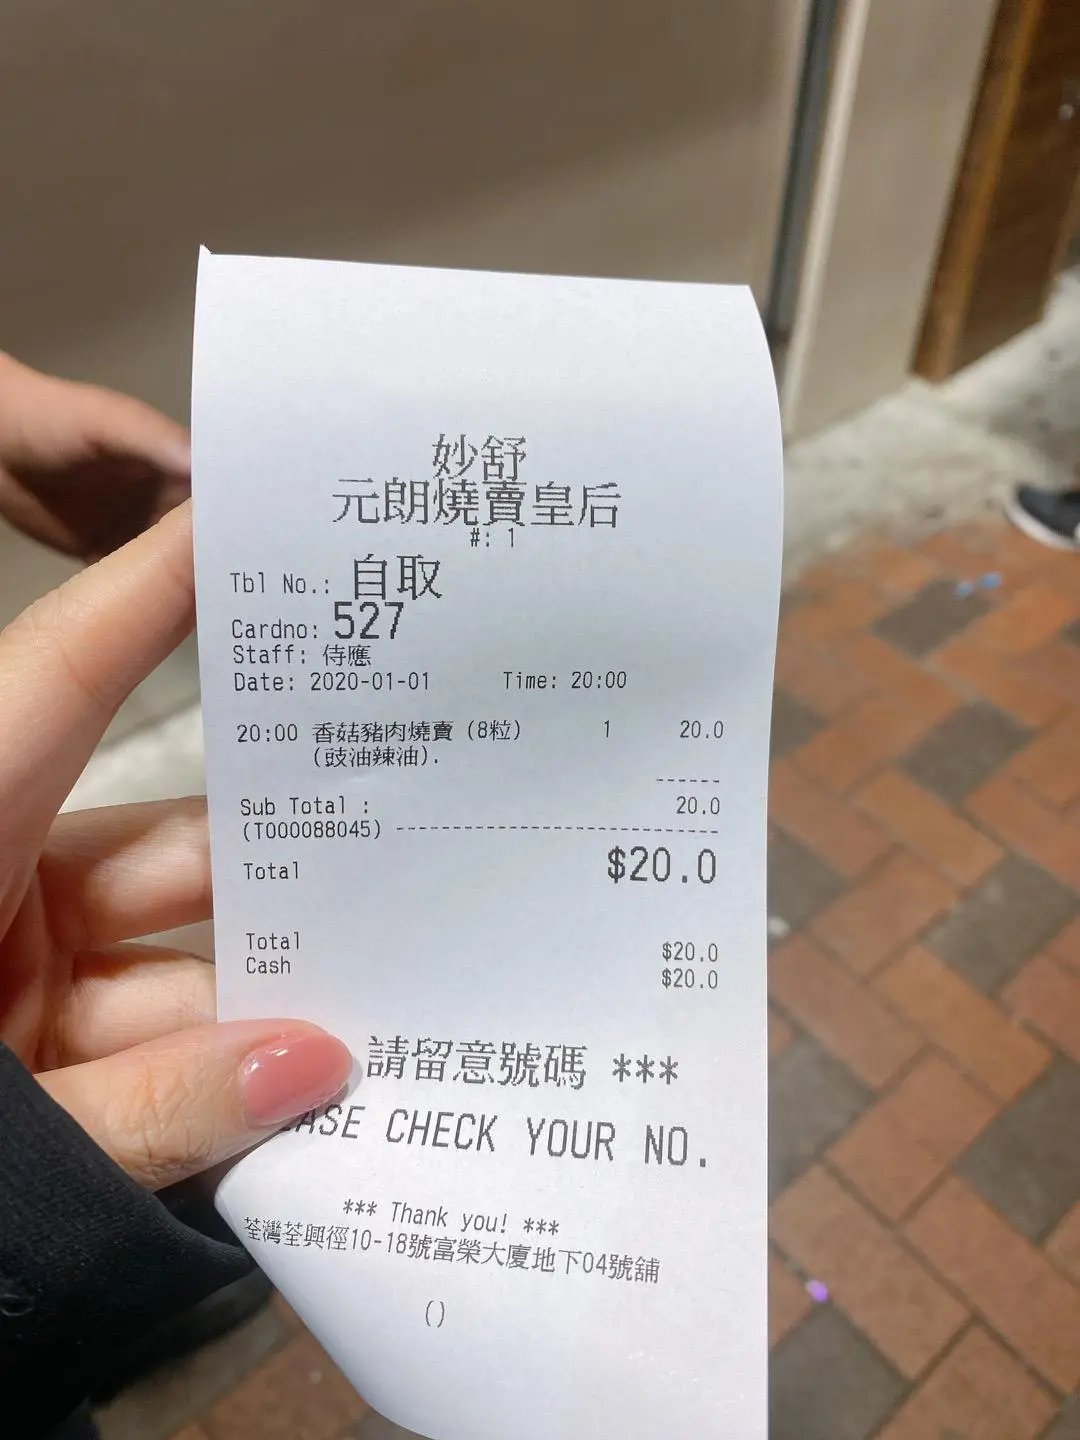 妙舒
元朗燒賣皇后
#: 1
Tbl No.: 自取
Cardno: 527
Staff: 侍應
Date: 2020-01-01 Time: 20:00
20:00 香菇豬肉燒賣 (8粒) 1 20.0
(豉油辣油).
------
Sub Total : 20.0
(T000088045) -----------------------------
Total $20.0
Total $20.0
Cash $20.0
請留意號碼 ***
EASE CHECK YOUR NO.
*** Thank you! ***
荃灣荃興徑10-18號富榮大廈地下04號舖
()